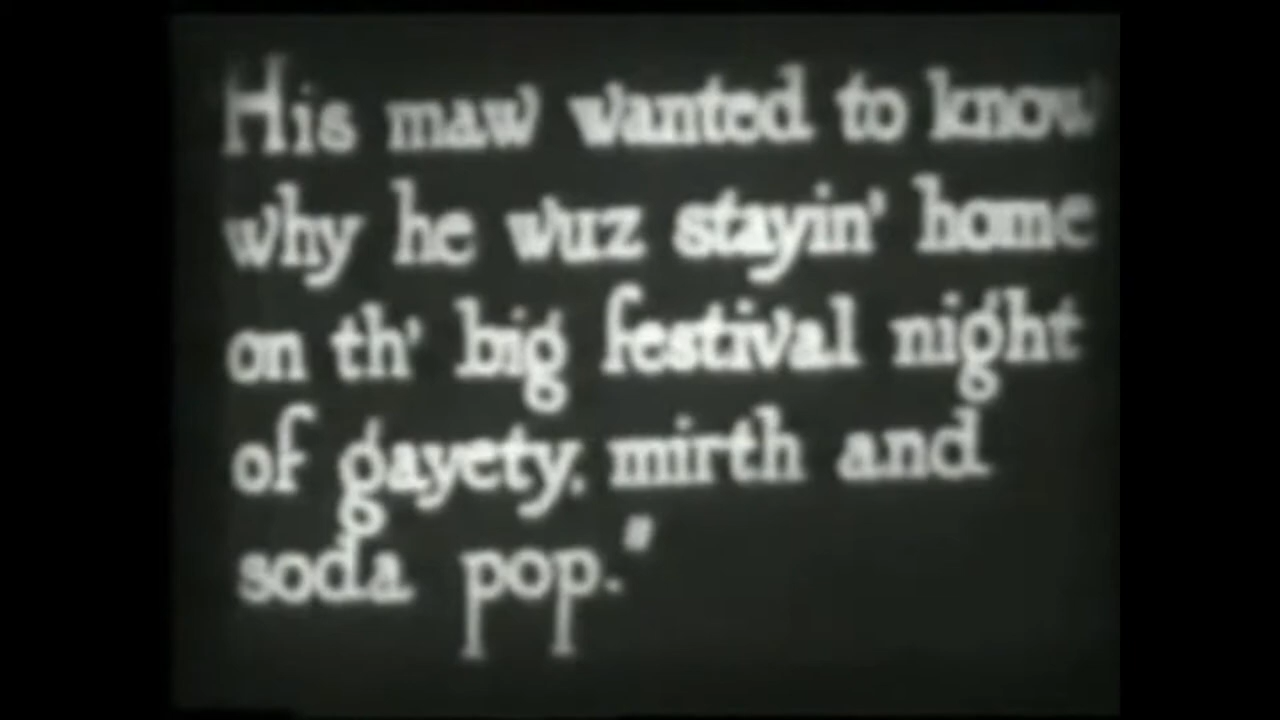 His maw wanted to know
why he wuz stayin' home
on th' big festival night
of gayety, mirth and
soda pop."